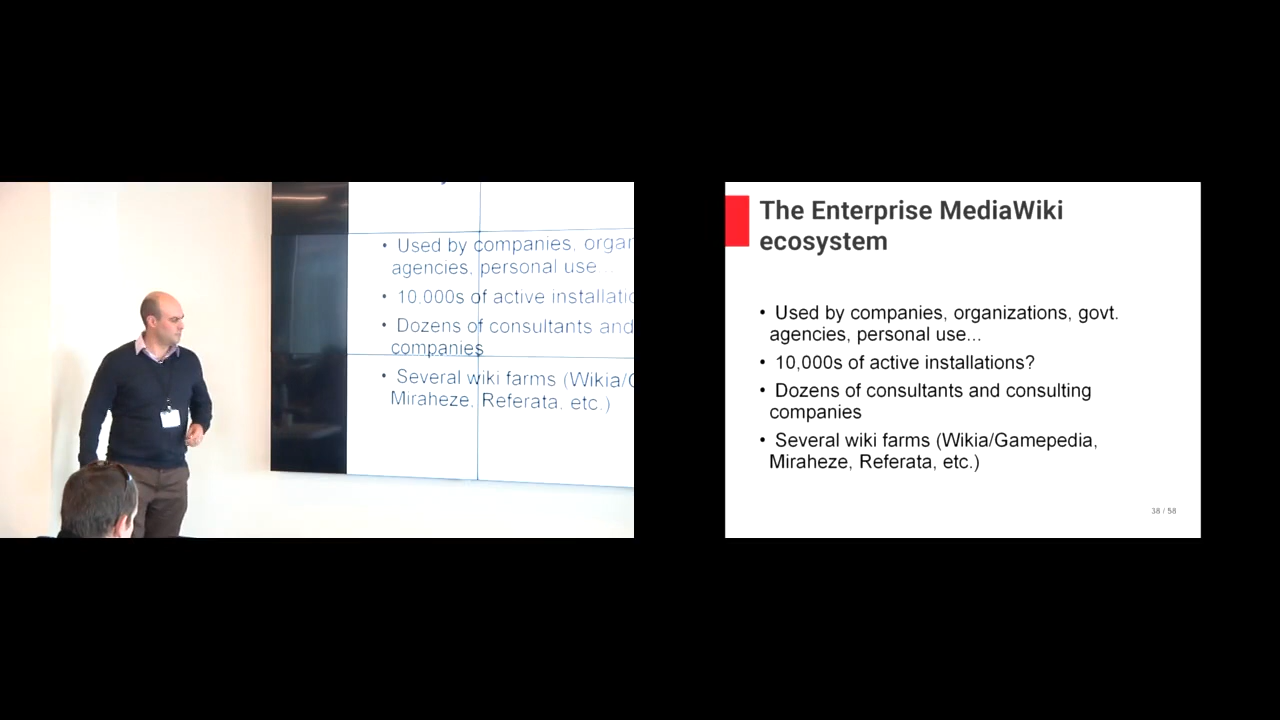 • Used by companies, organ
agencies, personal use...
• 10,000s of active installatio
• Dozens of consultants and
companies
• Several wiki farms (Wikia/G
Miraheze, Referata, etc.)
The Enterprise MediaWiki
ecosystem
• Used by companies, organizations, govt.
agencies, personal use...
• 10,000s of active installations?
• Dozens of consultants and consulting
companies
• Several wiki farms (Wikia/Gamepedia,
Miraheze, Referata, etc.)
38 / 58